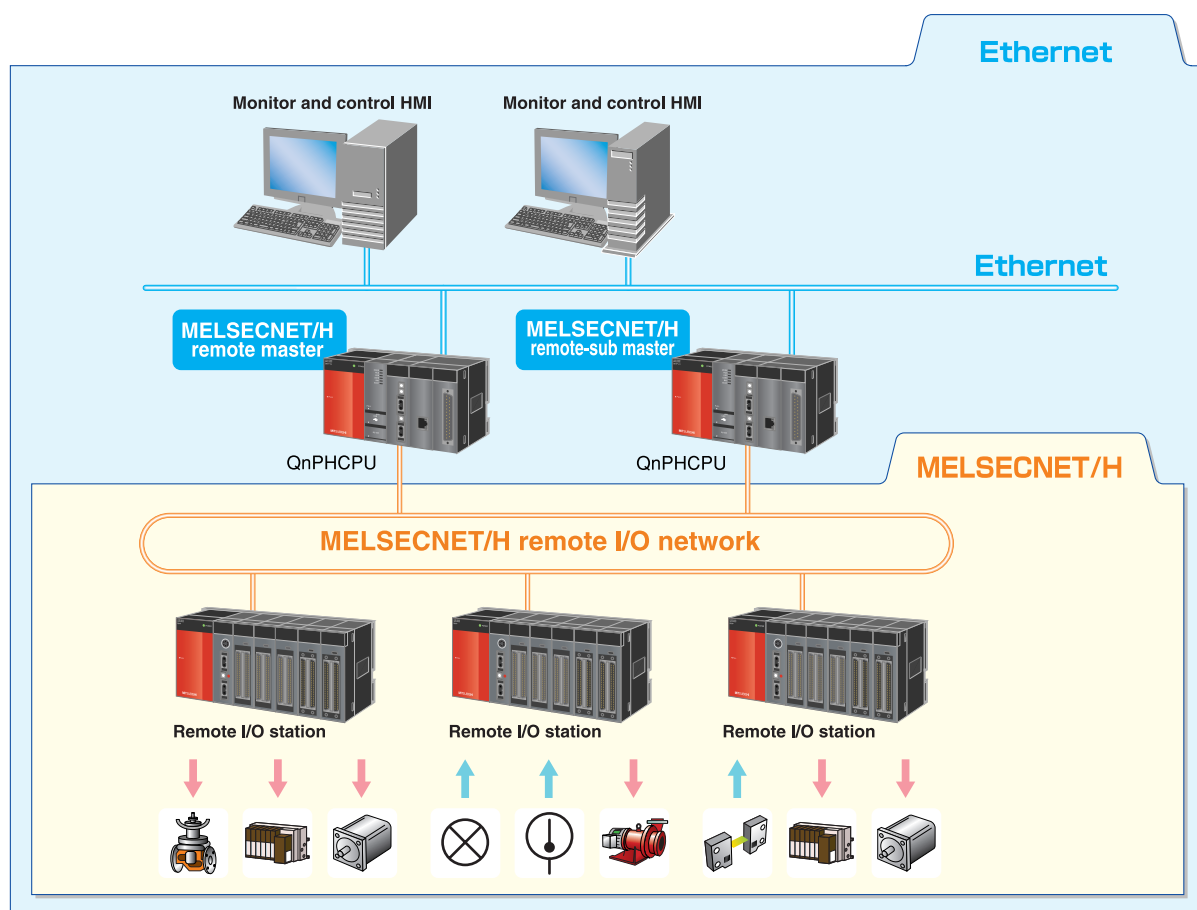 Ethernet
Monitor and control HMI
Monitor and control HMI
Ethernet
MELSECNET/H
remote master
MELSECNET/H
remote-sub master
QnPHCPU
QnPHCPU
MELSECNET/H
MELSECNET/H remote I/O network
Remote I/O station
Remote I/O station
Remote I/O station